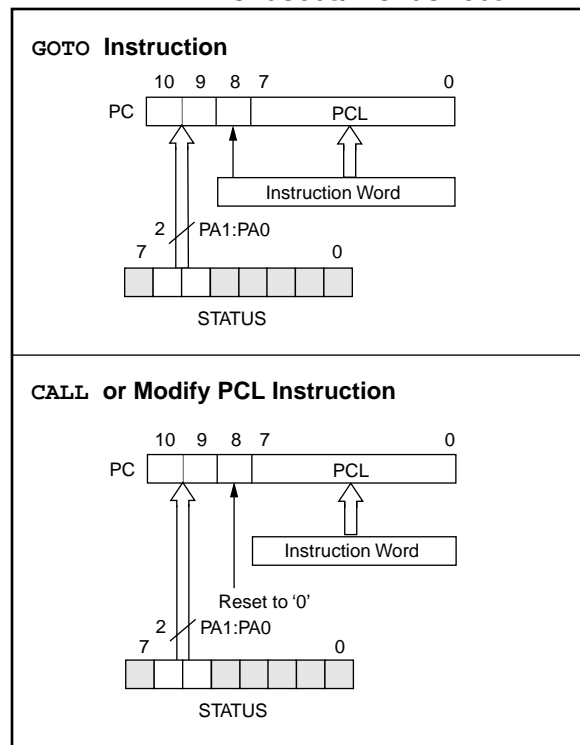 GOTO Instruction
10 9 8 7 0
PC PCL
Instruction Word
2 PA1:PA0
7 0
STATUS
CALL or Modify PCL Instruction
10 9 8 7 0
PC PCL
Instruction Word
Reset to ‘0’
2 PA1:PA0
7 0
STATUS